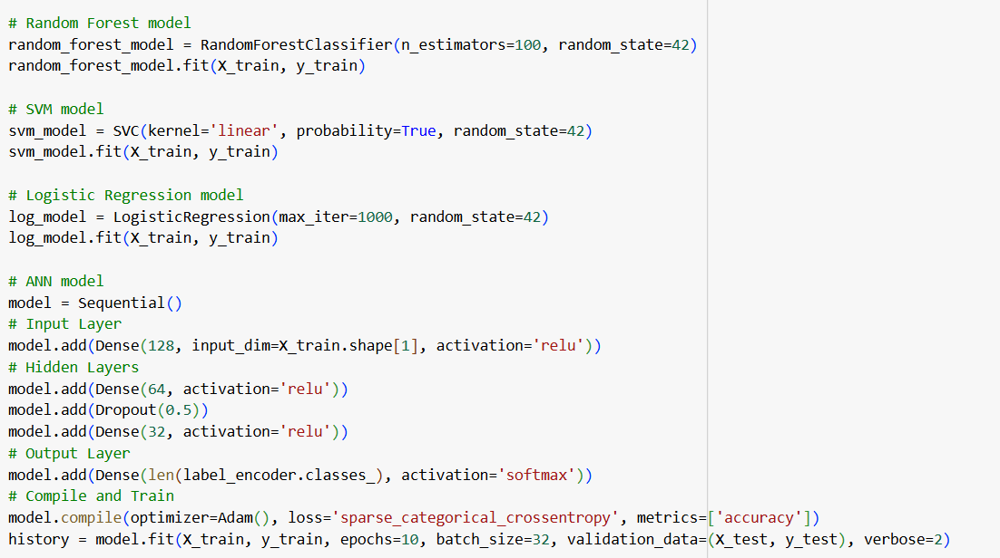 # Random Forest model
random_forest_model = RandomForestClassifier(n_estimators=100, random_state=42)
random_forest_model.fit(X_train, y_train)
# SVM model
svm_model = SVC(kernel='linear', probability=True, random_state=42)
svm_model.fit(X_train, y_train)
# Logistic Regression model
log_model = LogisticRegression(max_iter=1000, random_state=42)
log_model.fit(X_train, y_train)
# ANN model
model = Sequential()
# Input Layer
model.add(Dense(128, input_dim=X_train.shape[1], activation='relu'))
# Hidden Layers
model.add(Dense(64, activation='relu'))
model.add(Dropout(0.5))
model.add(Dense(32, activation='relu'))
# Output Layer
model.add(Dense(len(label_encoder.classes_), activation='softmax'))
# Compile and Train
model.compile(optimizer=Adam(), loss='sparse_categorical_crossentropy', metrics=['accuracy'])
history = model.fit(X_train, y_train, epochs=10, batch_size=32, validation_data=(X_test, y_test), verbose=2)